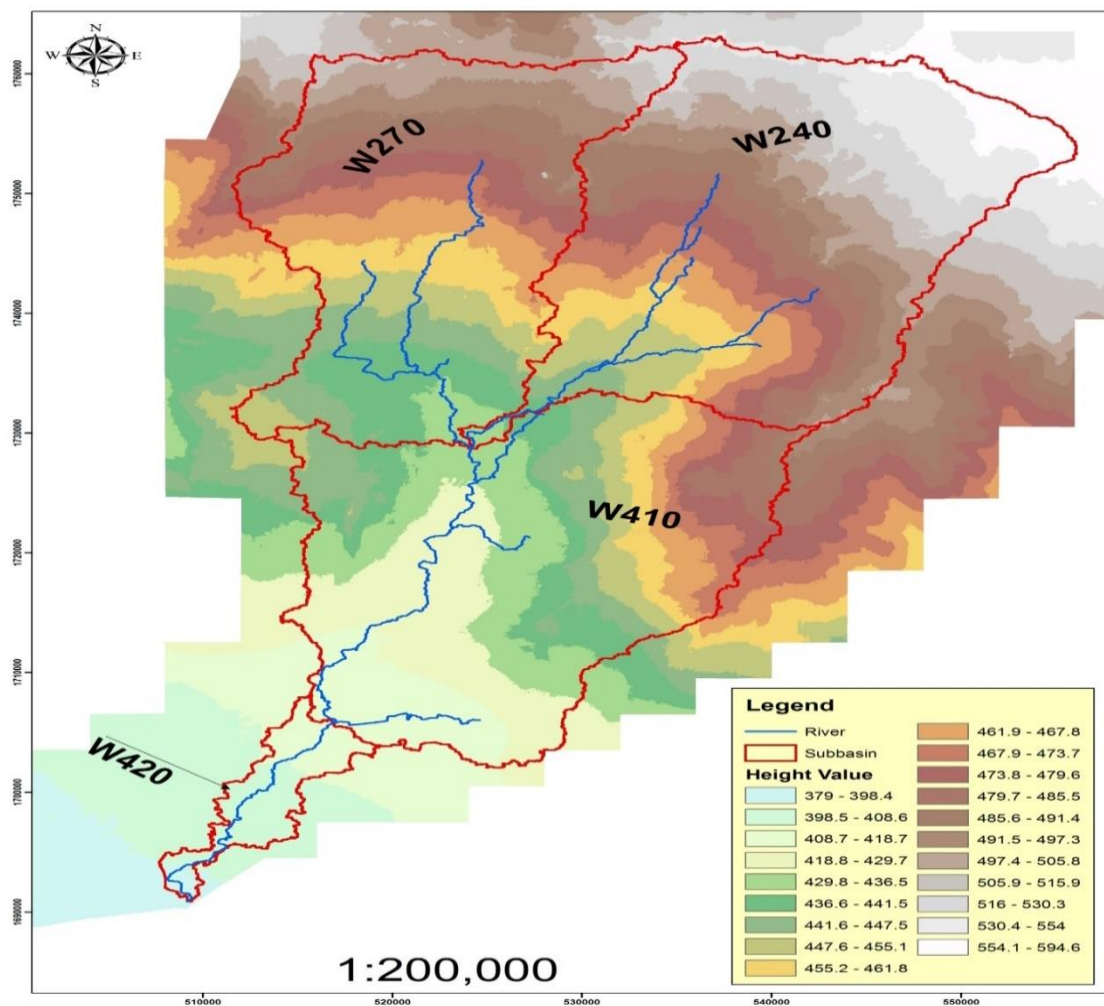 N
W E
S
W270
W240
W410
W420
1760000
1750000
1740000
1730000
1720000
1710000
1700000
1690000
510000
520000
530000
540000
550000
1:200,000
Legend
River
Subbasin
Height Value
379 - 398.4
398.5 - 408.6
408.7 - 418.7
418.8 - 429.7
429.8 - 436.5
436.6 - 441.5
441.6 - 447.5
447.6 - 455.1
455.2 - 461.8
461.9 - 467.8
467.9 - 473.7
473.8 - 479.6
479.7 - 485.5
485.6 - 491.4
491.5 - 497.3
497.4 - 505.8
505.9 - 515.9
516 - 530.3
530.4 - 554
554.1 - 594.6